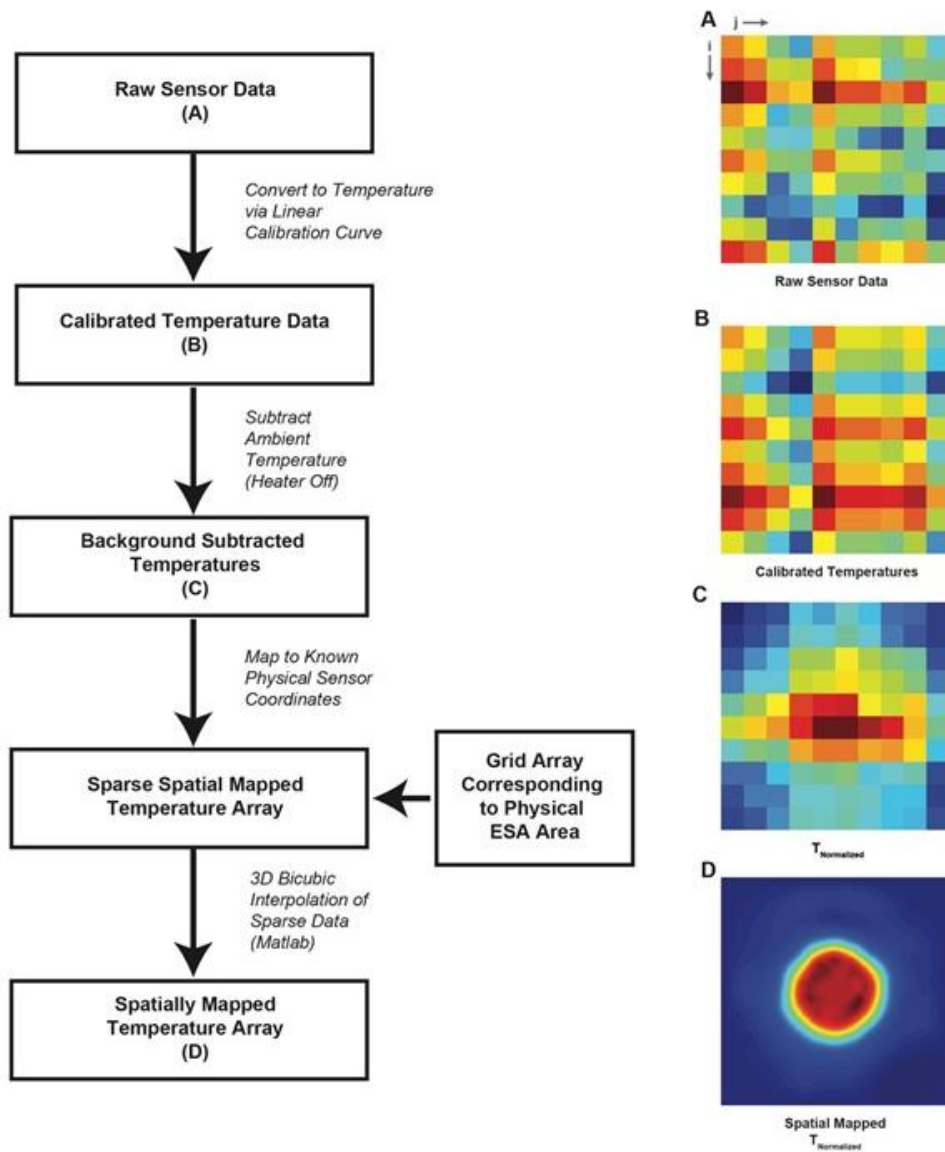 Raw Sensor Data
(A)
Convert to Temperature
via Linear
Calibration Curve
Calibrated Temperature Data
(B)
Subtract
Ambient
Temperature
(Heater Off)
Background Subtracted
Temperatures
(C)
Map to Known
Physical Sensor
Coordinates
Sparse Spatial Mapped
Temperature Array
Grid Array
Corresponding
to Physical
ESA Area
3D Bicubic
Interpolation of
Sparse Data
(Matlab)
Spatially Mapped
Temperature Array
(D)
A
j
i
Raw Sensor Data
B
Calibrated Temperatures
C
T Normalized
D
Spatial Mapped
T Normalized